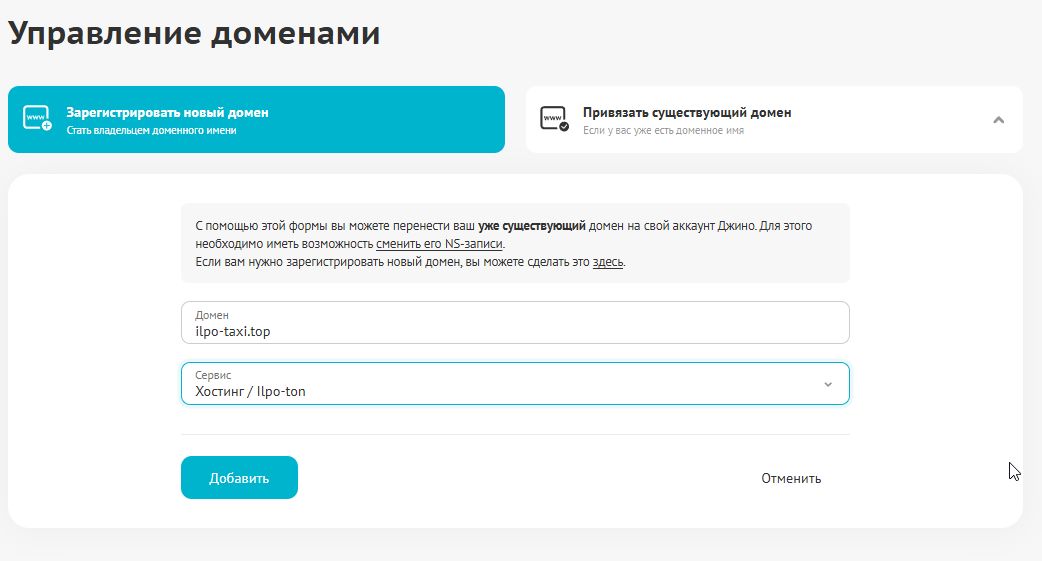 Управление доменами
www
Зарегистрировать новый домен
Стать владельцем доменного имени
www
Привязать существующий домен
Если у вас уже есть доменное имя
С помощью этой формы вы можете перенести ваш уже существующий домен на свой аккаунт Джино. Для этого
необходимо иметь возможность сменить его NS-записи.
Если вам нужно зарегистрировать новый домен, вы можете сделать это здесь.
Домен
ilpo-taxi.top
Сервис
Хостинг / Ilpo-ton
Добавить
Отменить